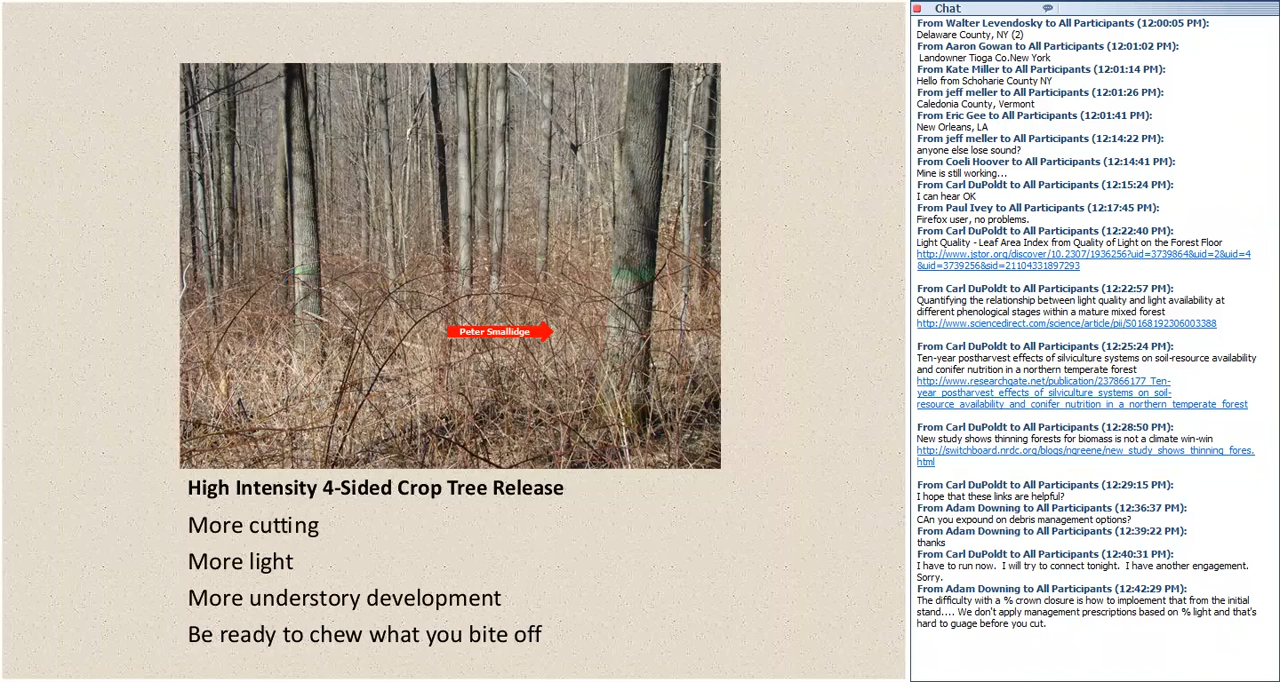 Peter Smallidge
High Intensity 4-Sided Crop Tree Release
More cutting
More light
More understory development
Be ready to chew what you bite off
Chat
From Walter Levendosky to All Participants (12:00:05 PM):
Delaware County, NY (2)
From Aaron Gowan to All Participants (12:01:02 PM):
Landowner Tioga Co.New York
From Kate Miller to All Participants (12:01:14 PM):
Hello from Schoharie County NY
From jeff meller to All Participants (12:01:26 PM):
Caledonia County, Vermont
From Eric Gee to All Participants (12:01:41 PM):
New Orleans, LA
From jeff meller to All Participants (12:14:22 PM):
anyone else lose sound?
From Coeli Hoover to All Participants (12:14:41 PM):
Mine is still working...
From Carl DuPoldt to All Participants (12:15:24 PM):
I can hear OK
From Paul Ivey to All Participants (12:17:45 PM):
Firefox user, no problems.
From Carl DuPoldt to All Participants (12:22:40 PM):
Light Quality - Leaf Area Index from Quality of Light on the Forest Floor
http://www.jstor.org/discover/10.2307/1936256?uid=3739864&uid=2&uid=4
&uid=3739256&sid=21104331897293
From Carl DuPoldt to All Participants (12:22:57 PM):
Quantifying the relationship between light quality and light availability at
different phenological stages within a mature mixed forest
http://www.sciencedirect.com/science/article/pii/S0168192306003388
From Carl DuPoldt to All Participants (12:25:24 PM):
Ten-year postharvest effects of silviculture systems on soil-resource availability
and conifer nutrition in a northern temperate forest
http://www.researchgate.net/publication/237866177_Ten-
year_postharvest_effects_of_silviculture_systems_on_soil-
resource_availability_and_conifer_nutrition_in_a_northern_temperate_forest
From Carl DuPoldt to All Participants (12:28:50 PM):
New study shows thinning forests for biomass is not a climate win-win
http://switchboard.nrdc.org/blogs/ngreene/new_study_shows_thinning_fores.
html
From Carl DuPoldt to All Participants (12:29:15 PM):
I hope that these links are helpful?
From Adam Downing to All Participants (12:36:37 PM):
CAn you expound on debris management options?
From Adam Downing to All Participants (12:39:22 PM):
thanks
From Carl DuPoldt to All Participants (12:40:31 PM):
I have to run now. I will try to connect tonight. I have another engagement.
Sorry.
From Adam Downing to All Participants (12:42:29 PM):
The difficulty with a % crown closure is how to imploement that from the initial
stand.... We don't apply management prescriptions based on % light and that's
hard to guage before you cut.